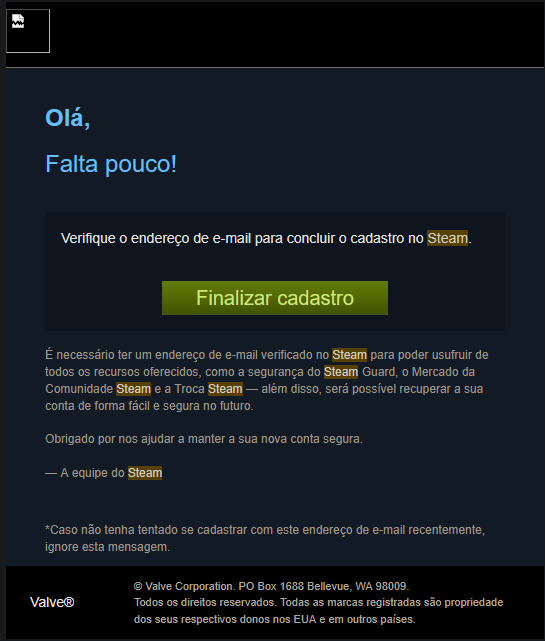 Olá,
Falta pouco!
Verifique o endereço de e-mail para concluir o cadastro no Steam.
Finalizar cadastro
É necessário ter um endereço de e-mail verificado no Steam para poder usufruir de
todos os recursos oferecidos, como a segurança do Steam Guard, o Mercado da
Comunidade Steam e a Troca Steam — além disso, será possível recuperar a sua
conta de forma fácil e segura no futuro.
Obrigado por nos ajudar a manter a sua nova conta segura.
— A equipe do Steam
*Caso não tenha tentado se cadastrar com este endereço de e-mail recentemente,
ignore esta mensagem.
© Valve Corporation. PO Box 1688 Bellevue, WA 98009.
Valve®
Todos os direitos reservados. Todas as marcas registradas são propriedade
dos seus respectivos donos nos EUA e em outros países.